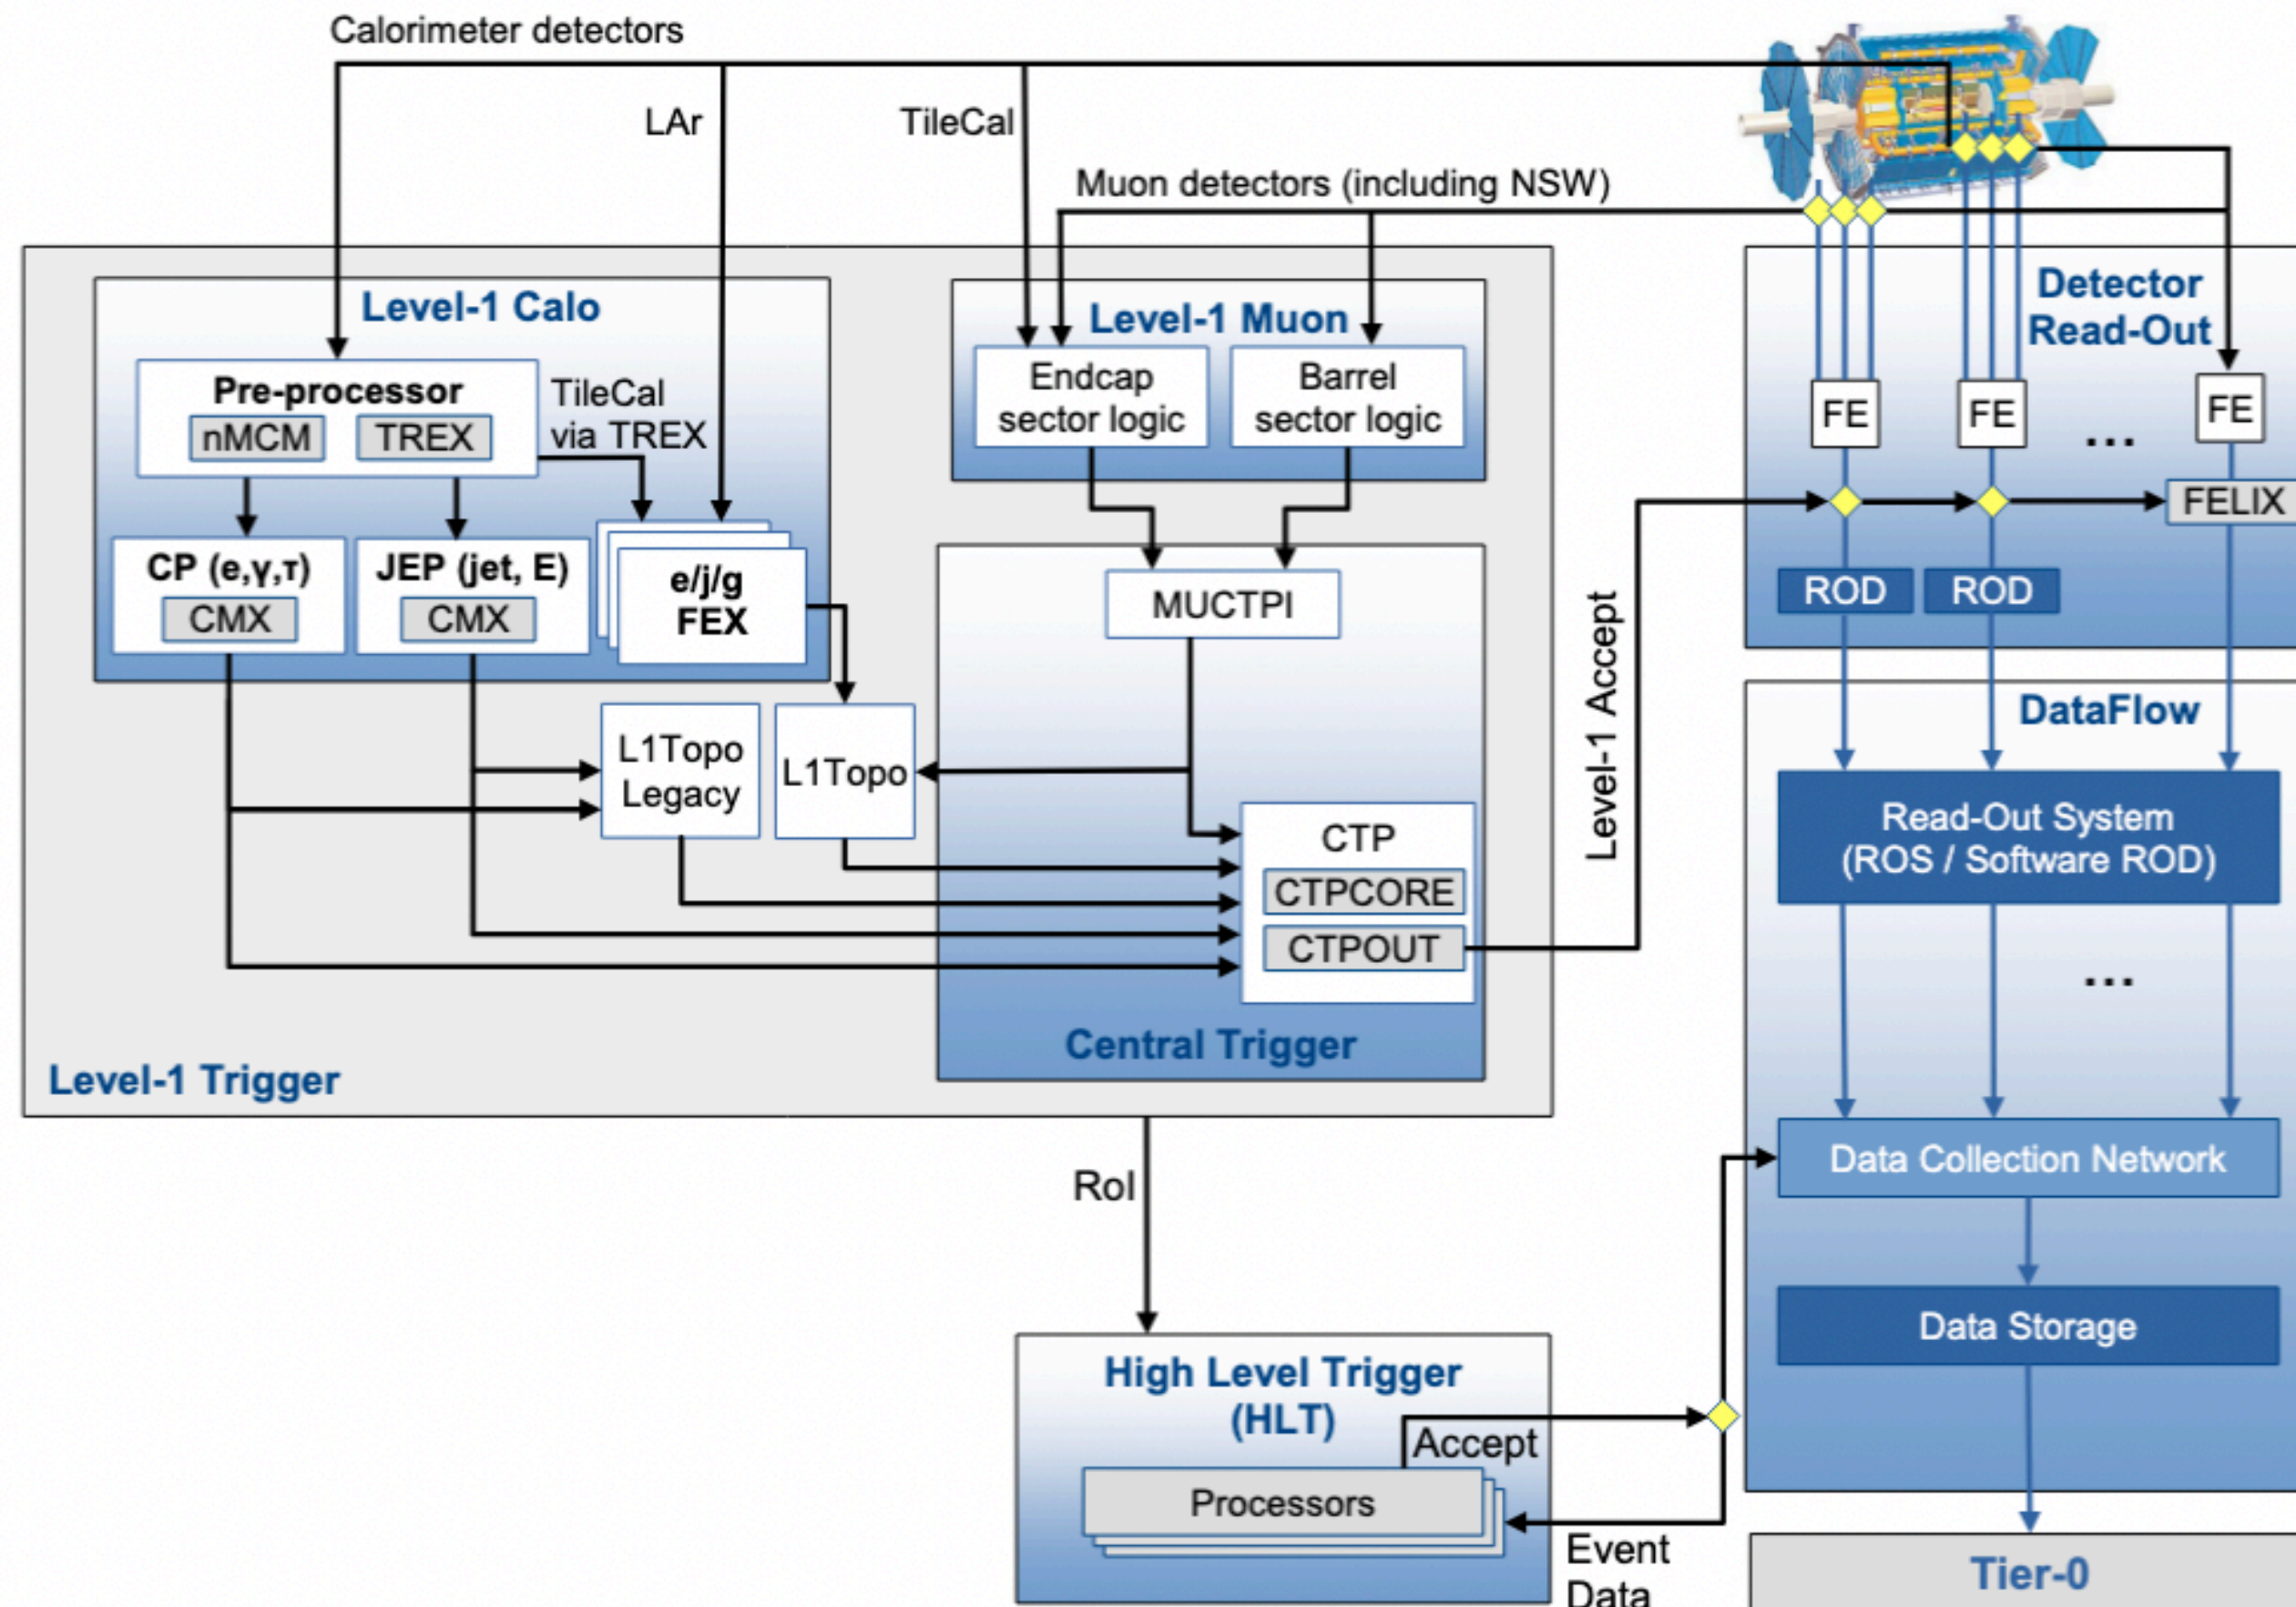 Calorimeter detectors
LAr
TileCal
Muon detectors (including NSW)
Level-1 Calo
Pre-processor
nMCM
TREX
TileCal
via TREX
CP (e,γ,τ)
CMX
JEP (jet, E)
CMX
e/j/g
FEX
Level-1 Muon
Endcap
sector logic
Barrel
sector logic
MUCTPI
L1Topo
Legacy
L1Topo
CTP
CTPCORE
CTPOUT
Central Trigger
Level-1 Trigger
Level-1 Accept
Detector
Read-Out
FE
FE
...
FE
FELIX
ROD
ROD
DataFlow
Read-Out System
(ROS / Software ROD)
...
Data Collection Network
Data Storage
Tier-0
RoI
High Level Trigger
(HLT)
Accept
Processors
Event
Data